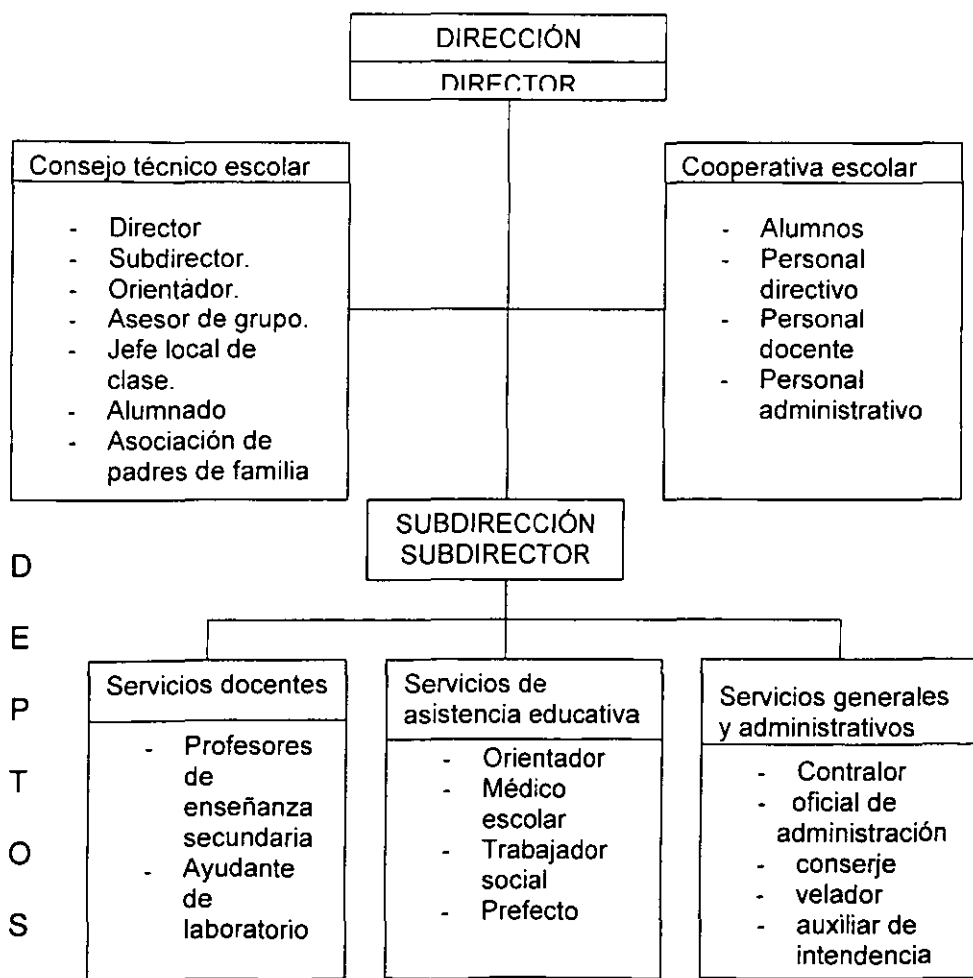 DIRECCIÓN
DIRECTOR
Consejo técnico escolar
- Director
- Subdirector.
- Orientador.
- Asesor de grupo.
- Jefe local de
clase.
- Alumnado
- Asociación de
padres de familia
Cooperativa escolar
- Alumnos
- Personal
directivo
- Personal
docente
- Personal
administrativo
SUBDIRECCIÓN
SUBDIRECTOR
D
E
P
T
O
S
Servicios docentes
- Profesores
de
enseñanza
secundaria
- Ayudante
de
laboratorio
Servicios de
asistencia educativa
- Orientador
- Médico
escolar
- Trabajador
social
- Prefecto
Servicios generales
y administrativos
- Contralor
- oficial de
administración
- conserje
- velador
- auxiliar de
intendencia